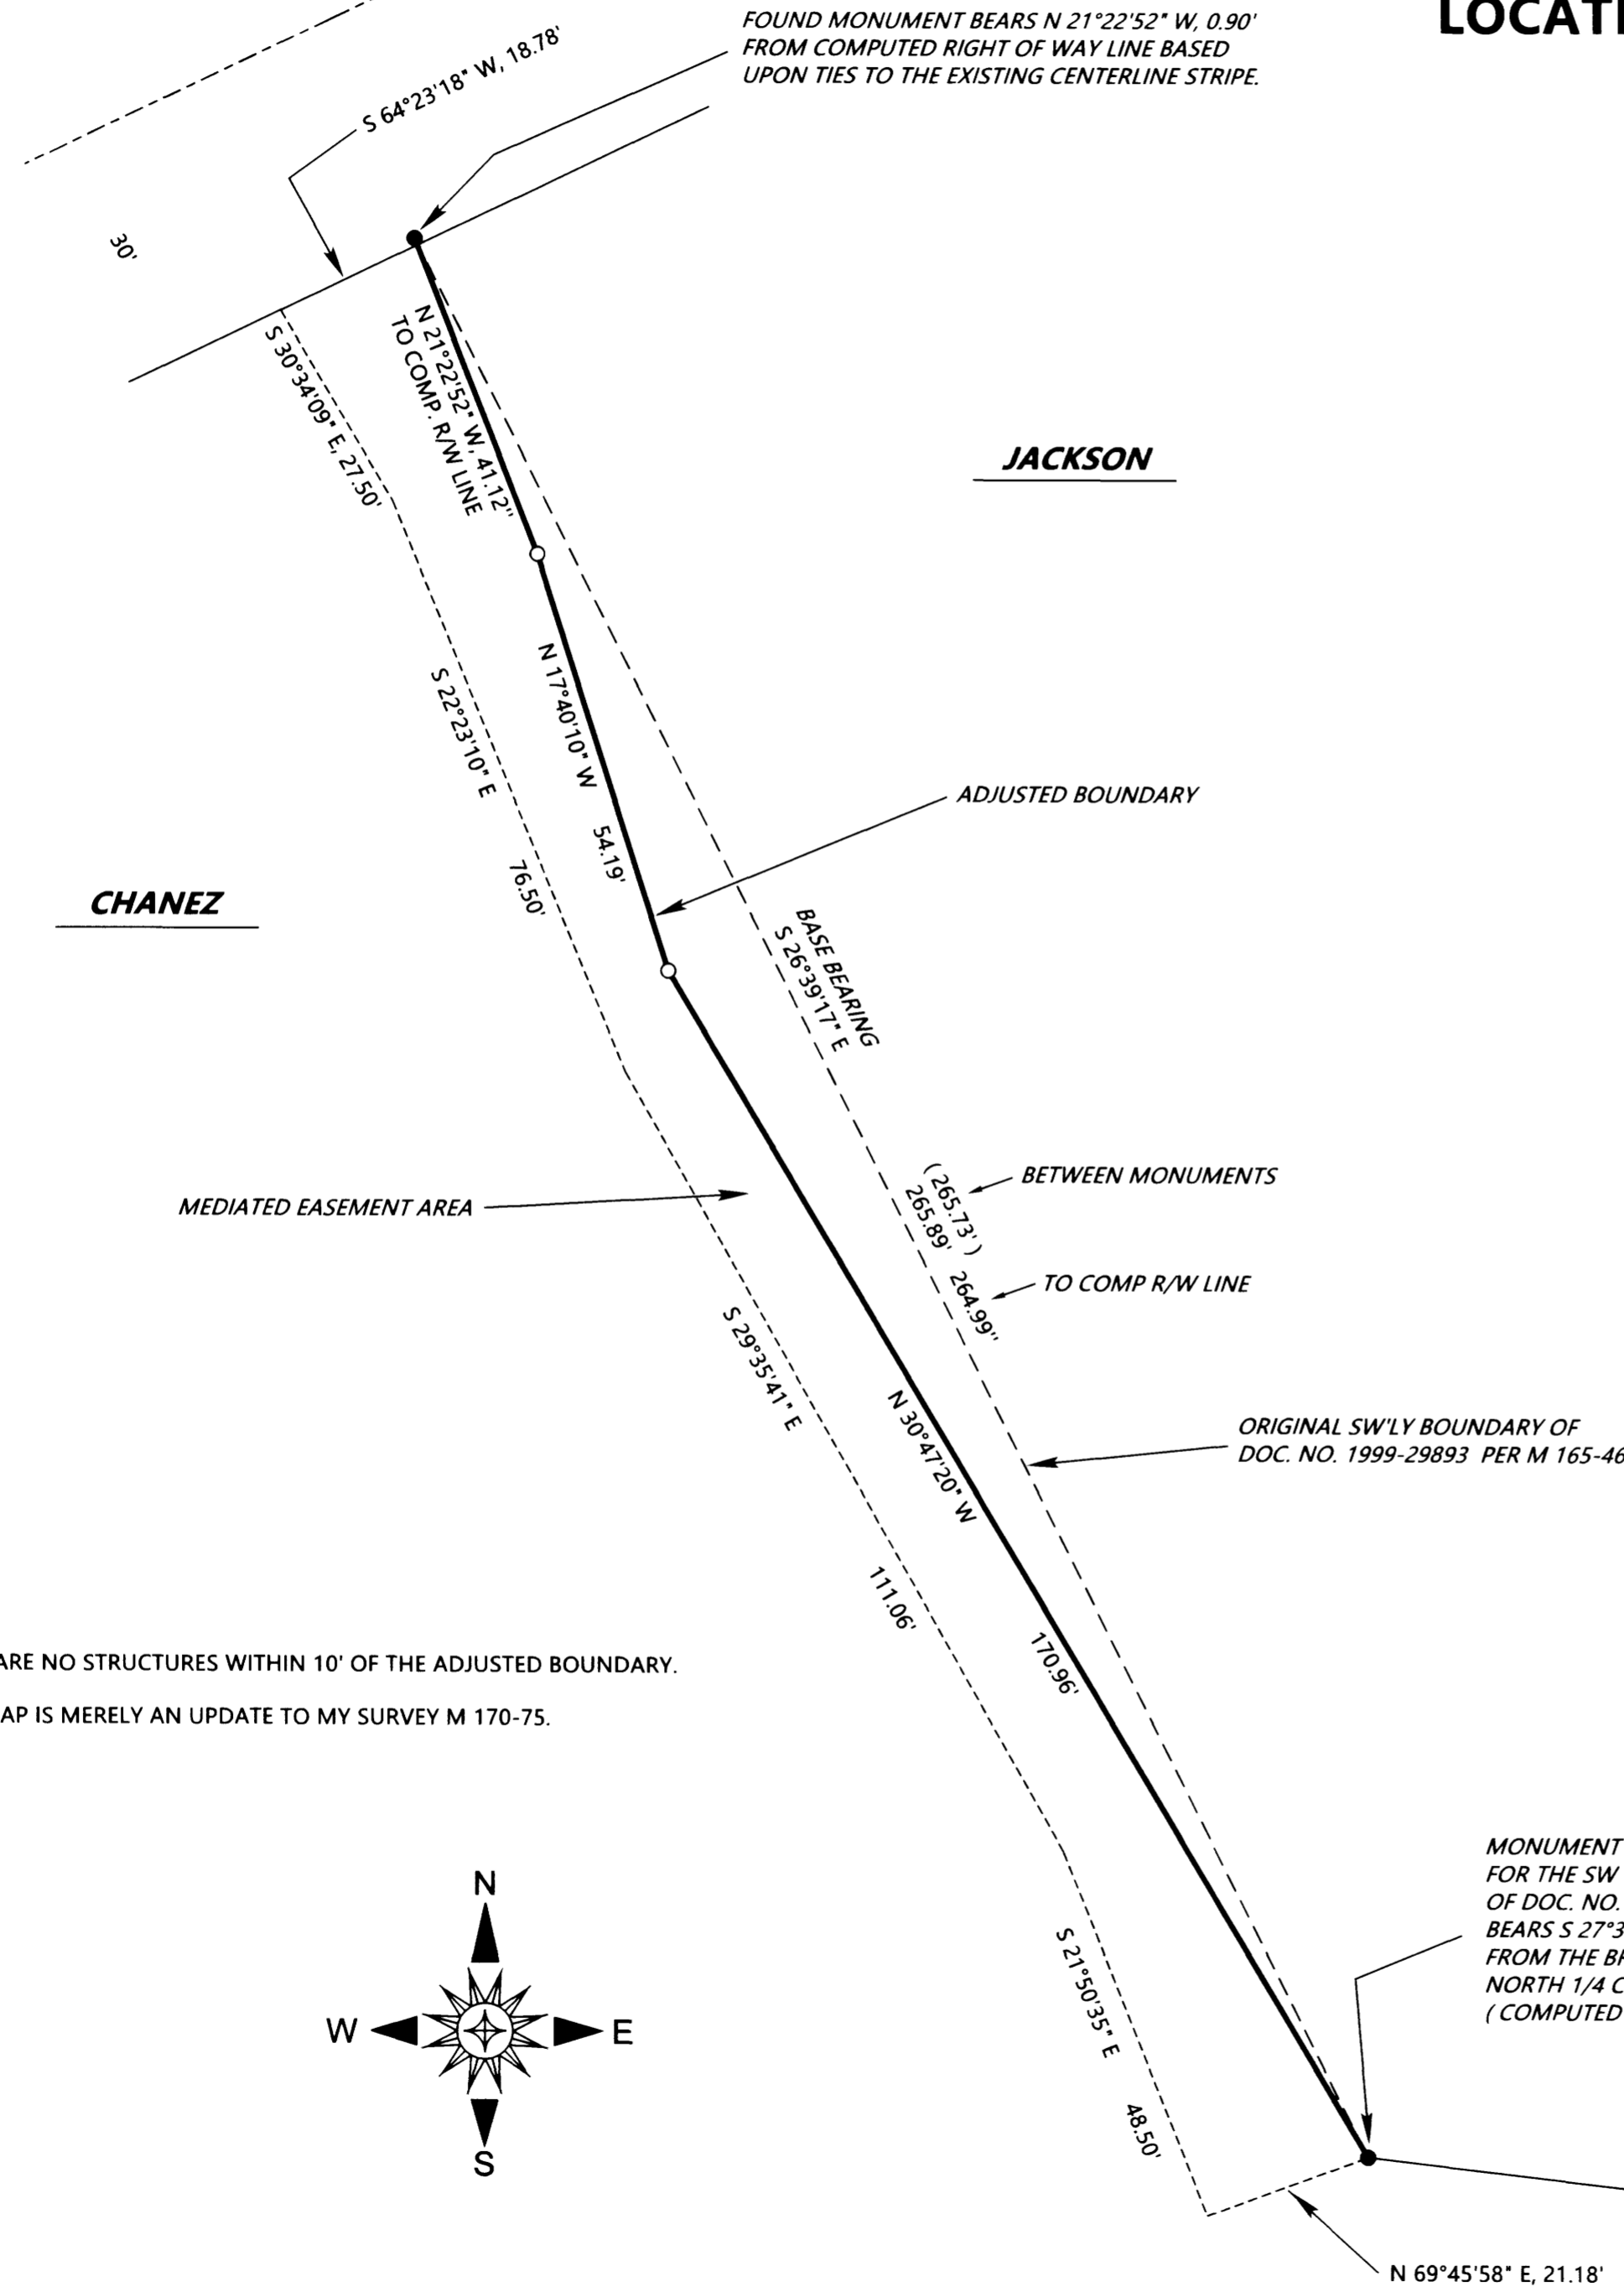 LOCATI
FOUND MONUMENT BEARS N 21°22'52" W, 0.90'
FROM COMPUTED RIGHT OF WAY LINE BASED
UPON TIES TO THE EXISTING CENTERLINE STRIPE.
S 64°23'18" W, 18.78'
30'
N 21°22'52" W, 41.12"
TO COMP. R/W LINE
S 30°34'09" E, 27.50'
JACKSON
N 17°40'10" W
54.19'
S 22°23'10" E
76.50'
ADJUSTED BOUNDARY
CHANEZ
BASE BEARING
S 26°39'17" E
MEDIATED EASEMENT AREA
(265.73')
265.89'
BETWEEN MONUMENTS
264.99"
TO COMP R/W LINE
S 29°35'41" E
111.06'
N 30°47'20" W
170.96'
ORIGINAL SW'LY BOUNDARY OF
DOC. NO. 1999-29893 PER M 165-46
ARE NO STRUCTURES WITHIN 10' OF THE ADJUSTED BOUNDARY.
AP IS MERELY AN UPDATE TO MY SURVEY M 170-75.
MONUMENT
FOR THE SW
OF DOC. NO.
BEARS S 27°3
FROM THE
NORTH 1/4 C
( COMPUTED
N
W
E
S
S 21°50'35" E
48.50'
N 69°45'58" E, 21.18'